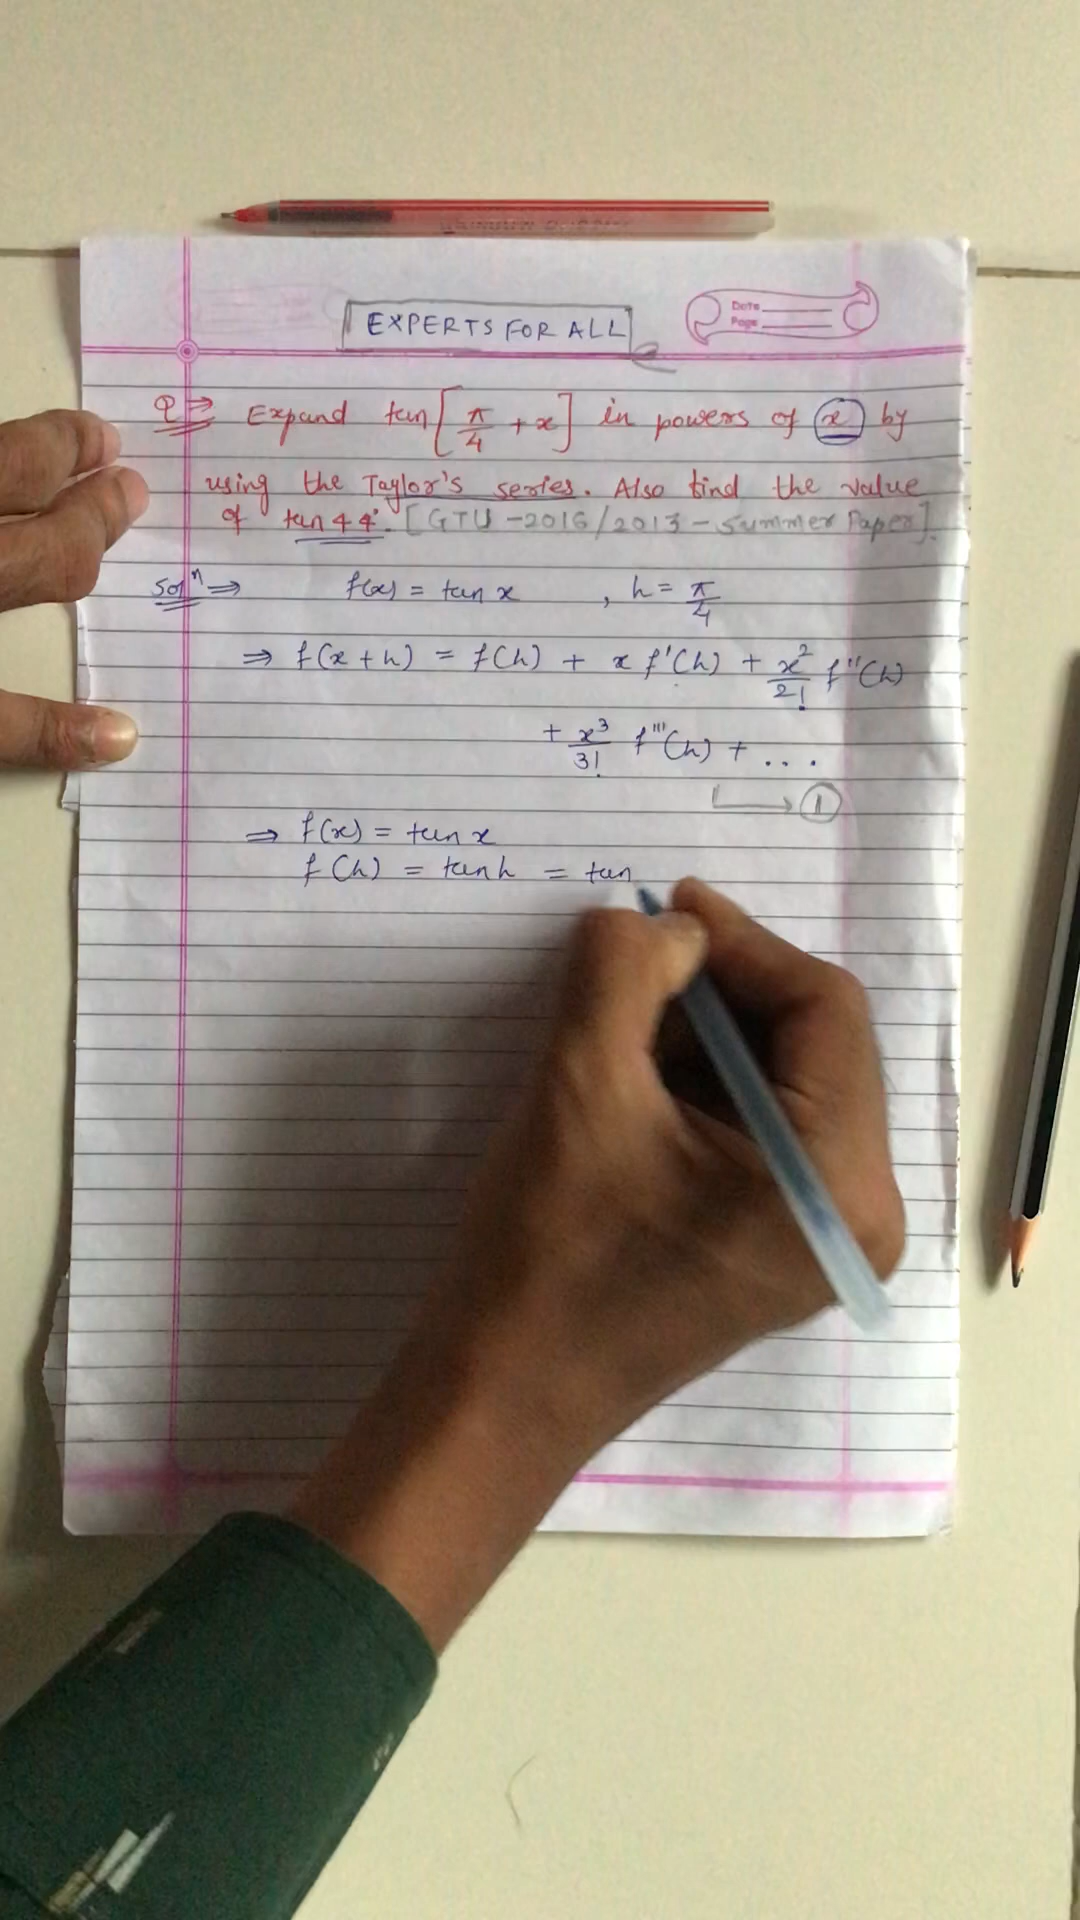 EXPERTS FOR ALL
Date
Page
Q ⇒ Expand tan[π/4 + x] in powers of x by
using the Taylor's series. Also find the value
of tan 44°. [GTU-2016/2013-Summer Paper].
Solⁿ ⇒ f(x) = tan x , h = π/4
⇒ f(x+h) = f(h) + x f'(h) + x²/2! f''(h)
+ x³/3! f'''(h) + ...
→ 1
⇒ f(x) = tan x
f(h) = tan h = tan